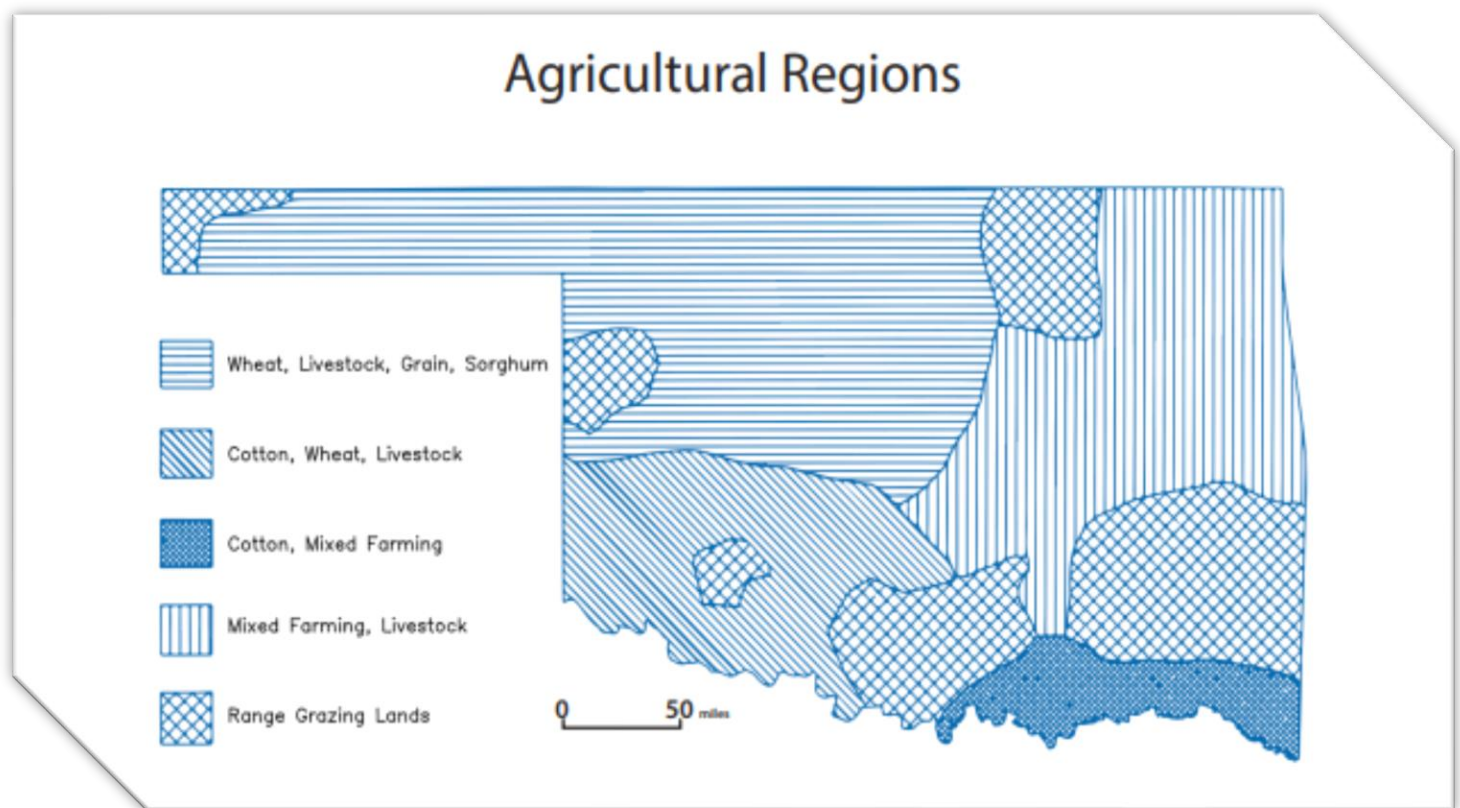 Agricultural Regions
Wheat, Livestock, Grain, Sorghum
Cotton, Wheat, Livestock
Cotton, Mixed Farming
Mixed Farming, Livestock
Range Grazing Lands
0 50 miles